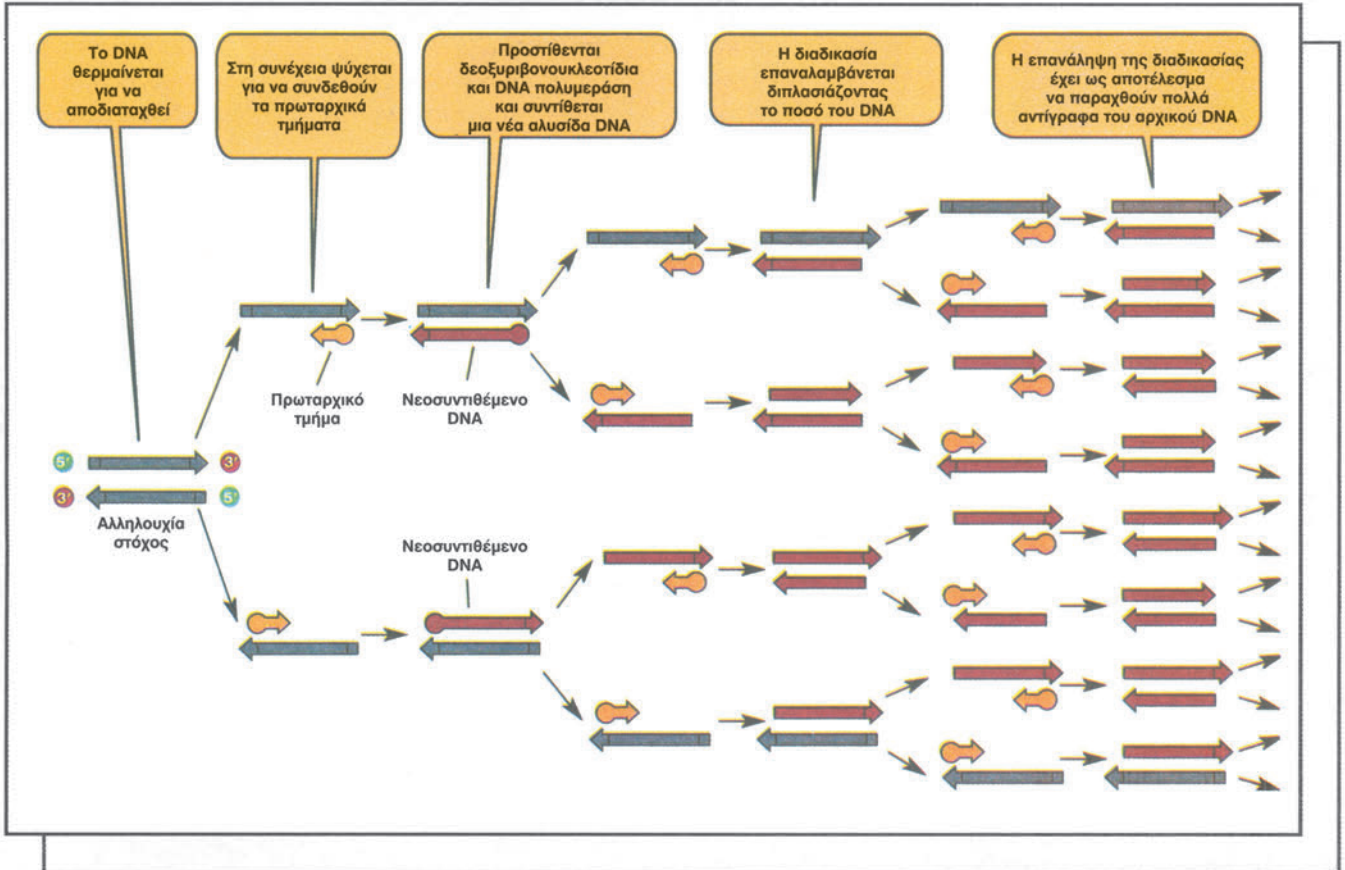 Το DNA
θερμαίνεται
για να
αποδιαταχθεί
Στη συνέχεια ψύχεται
για να συνδεθούν
τα πρωταρχικά
τμήματα
Προστίθενται
δεοξυριβονουκλεοτίδια
και DNA πολυμεράση
και συντίθεται
μια νέα αλυσίδα DNA
Η διαδικασία
επαναλαμβάνεται
διπλασιάζοντας
το ποσό του DNA
Η επανάληψη της διαδικασίας
έχει ως αποτέλεσμα
να παραχθούν πολλά
αντίγραφα του αρχικού DNA
Πρωταρχικό
τμήμα
Νεοσυντιθέμενο
DNA
5' 3'
3' 5'
Αλληλουχία
στόχος
Νεοσυντιθέμενο
DNA